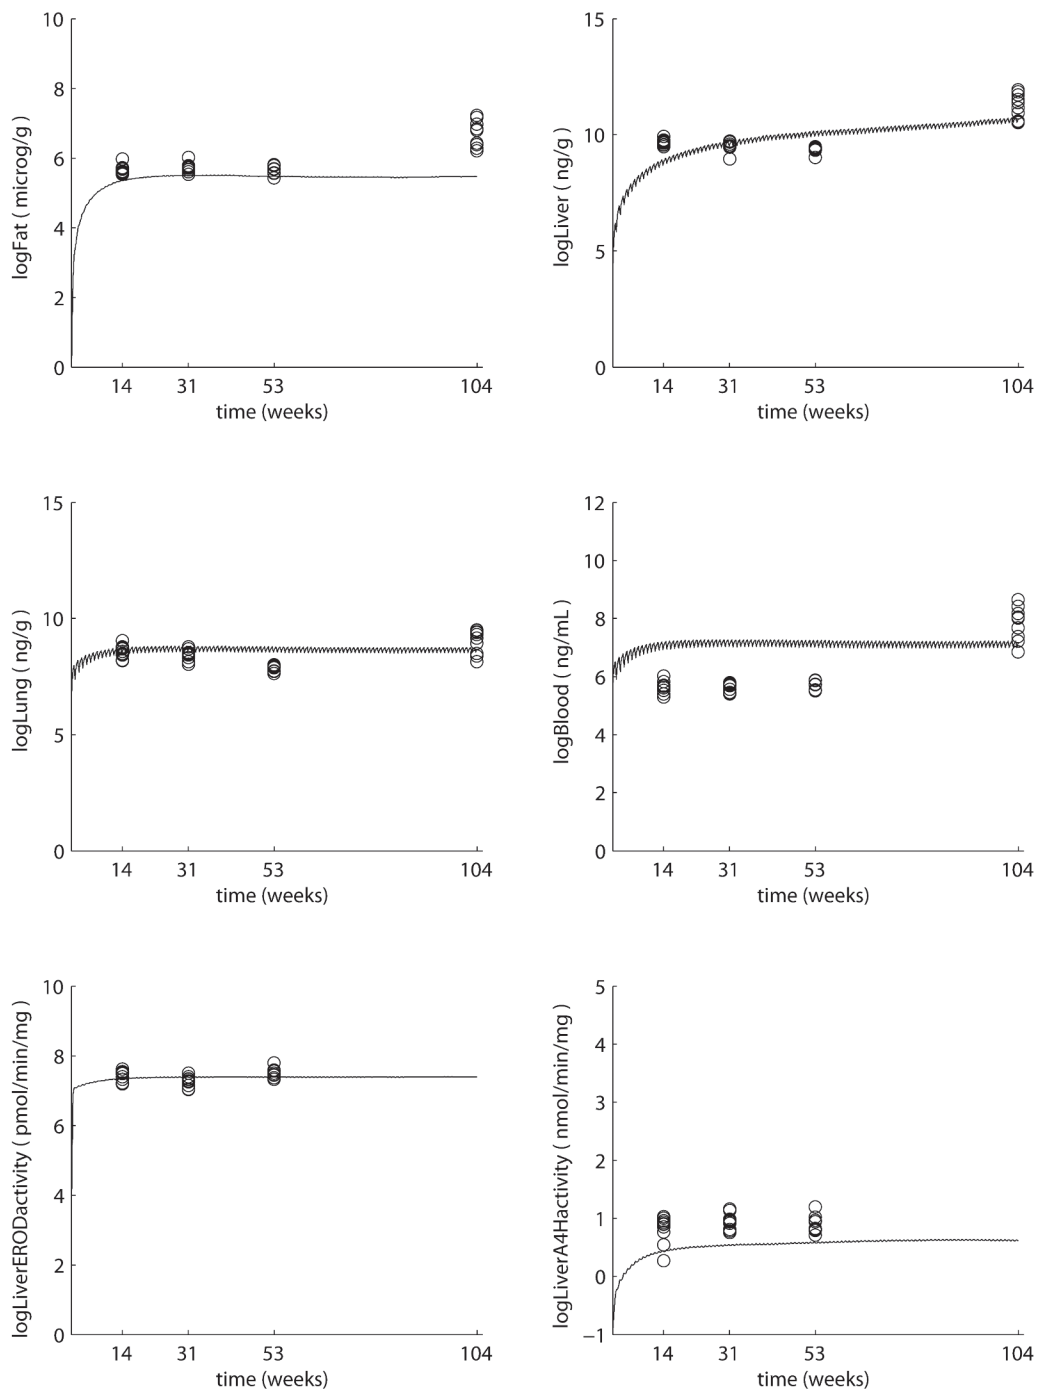 logFat ( microg/g )
10
8
6
4
2
0
14 31 53 104
time (weeks)
logLiver ( ng/g )
15
10
5
0
14 31 53 104
time (weeks)
logLung ( ng/g )
15
10
5
0
14 31 53 104
time (weeks)
logBlood ( ng/mL )
12
10
8
6
4
2
0
14 31 53 104
time (weeks)
logLiverERODactivity ( pmol/min/mg )
10
8
6
4
2
0
14 31 53 104
time (weeks)
logLiverA4Hactivity ( nmol/min/mg )
5
4
3
2
1
0
−1
14 31 53 104
time (weeks)